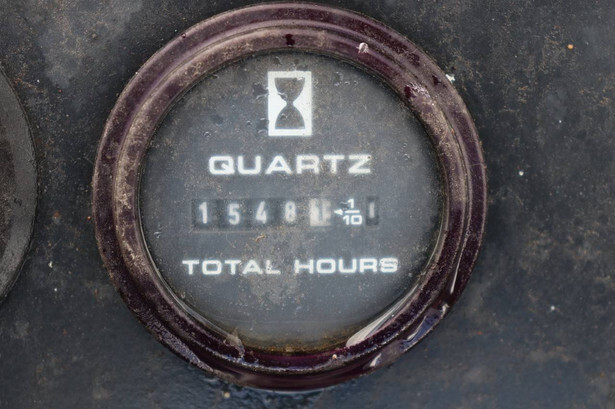 QUARTZ
1548 1/10
TOTAL HOURS